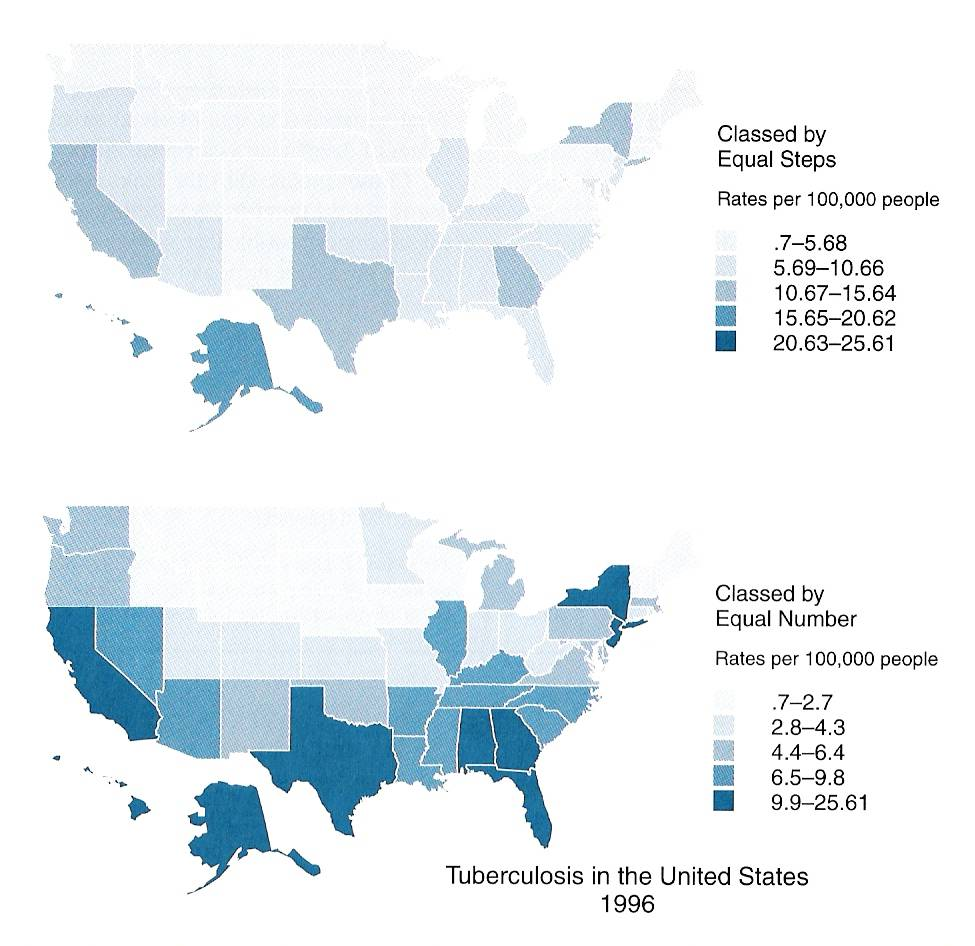 Classed by
Equal Steps
Rates per 100,000 people
.7–5.68
5.69–10.66
10.67–15.64
15.65–20.62
20.63–25.61
Classed by
Equal Number
Rates per 100,000 people
.7–2.7
2.8–4.3
4.4–6.4
6.5–9.8
9.9–25.61
Tuberculosis in the United States
1996